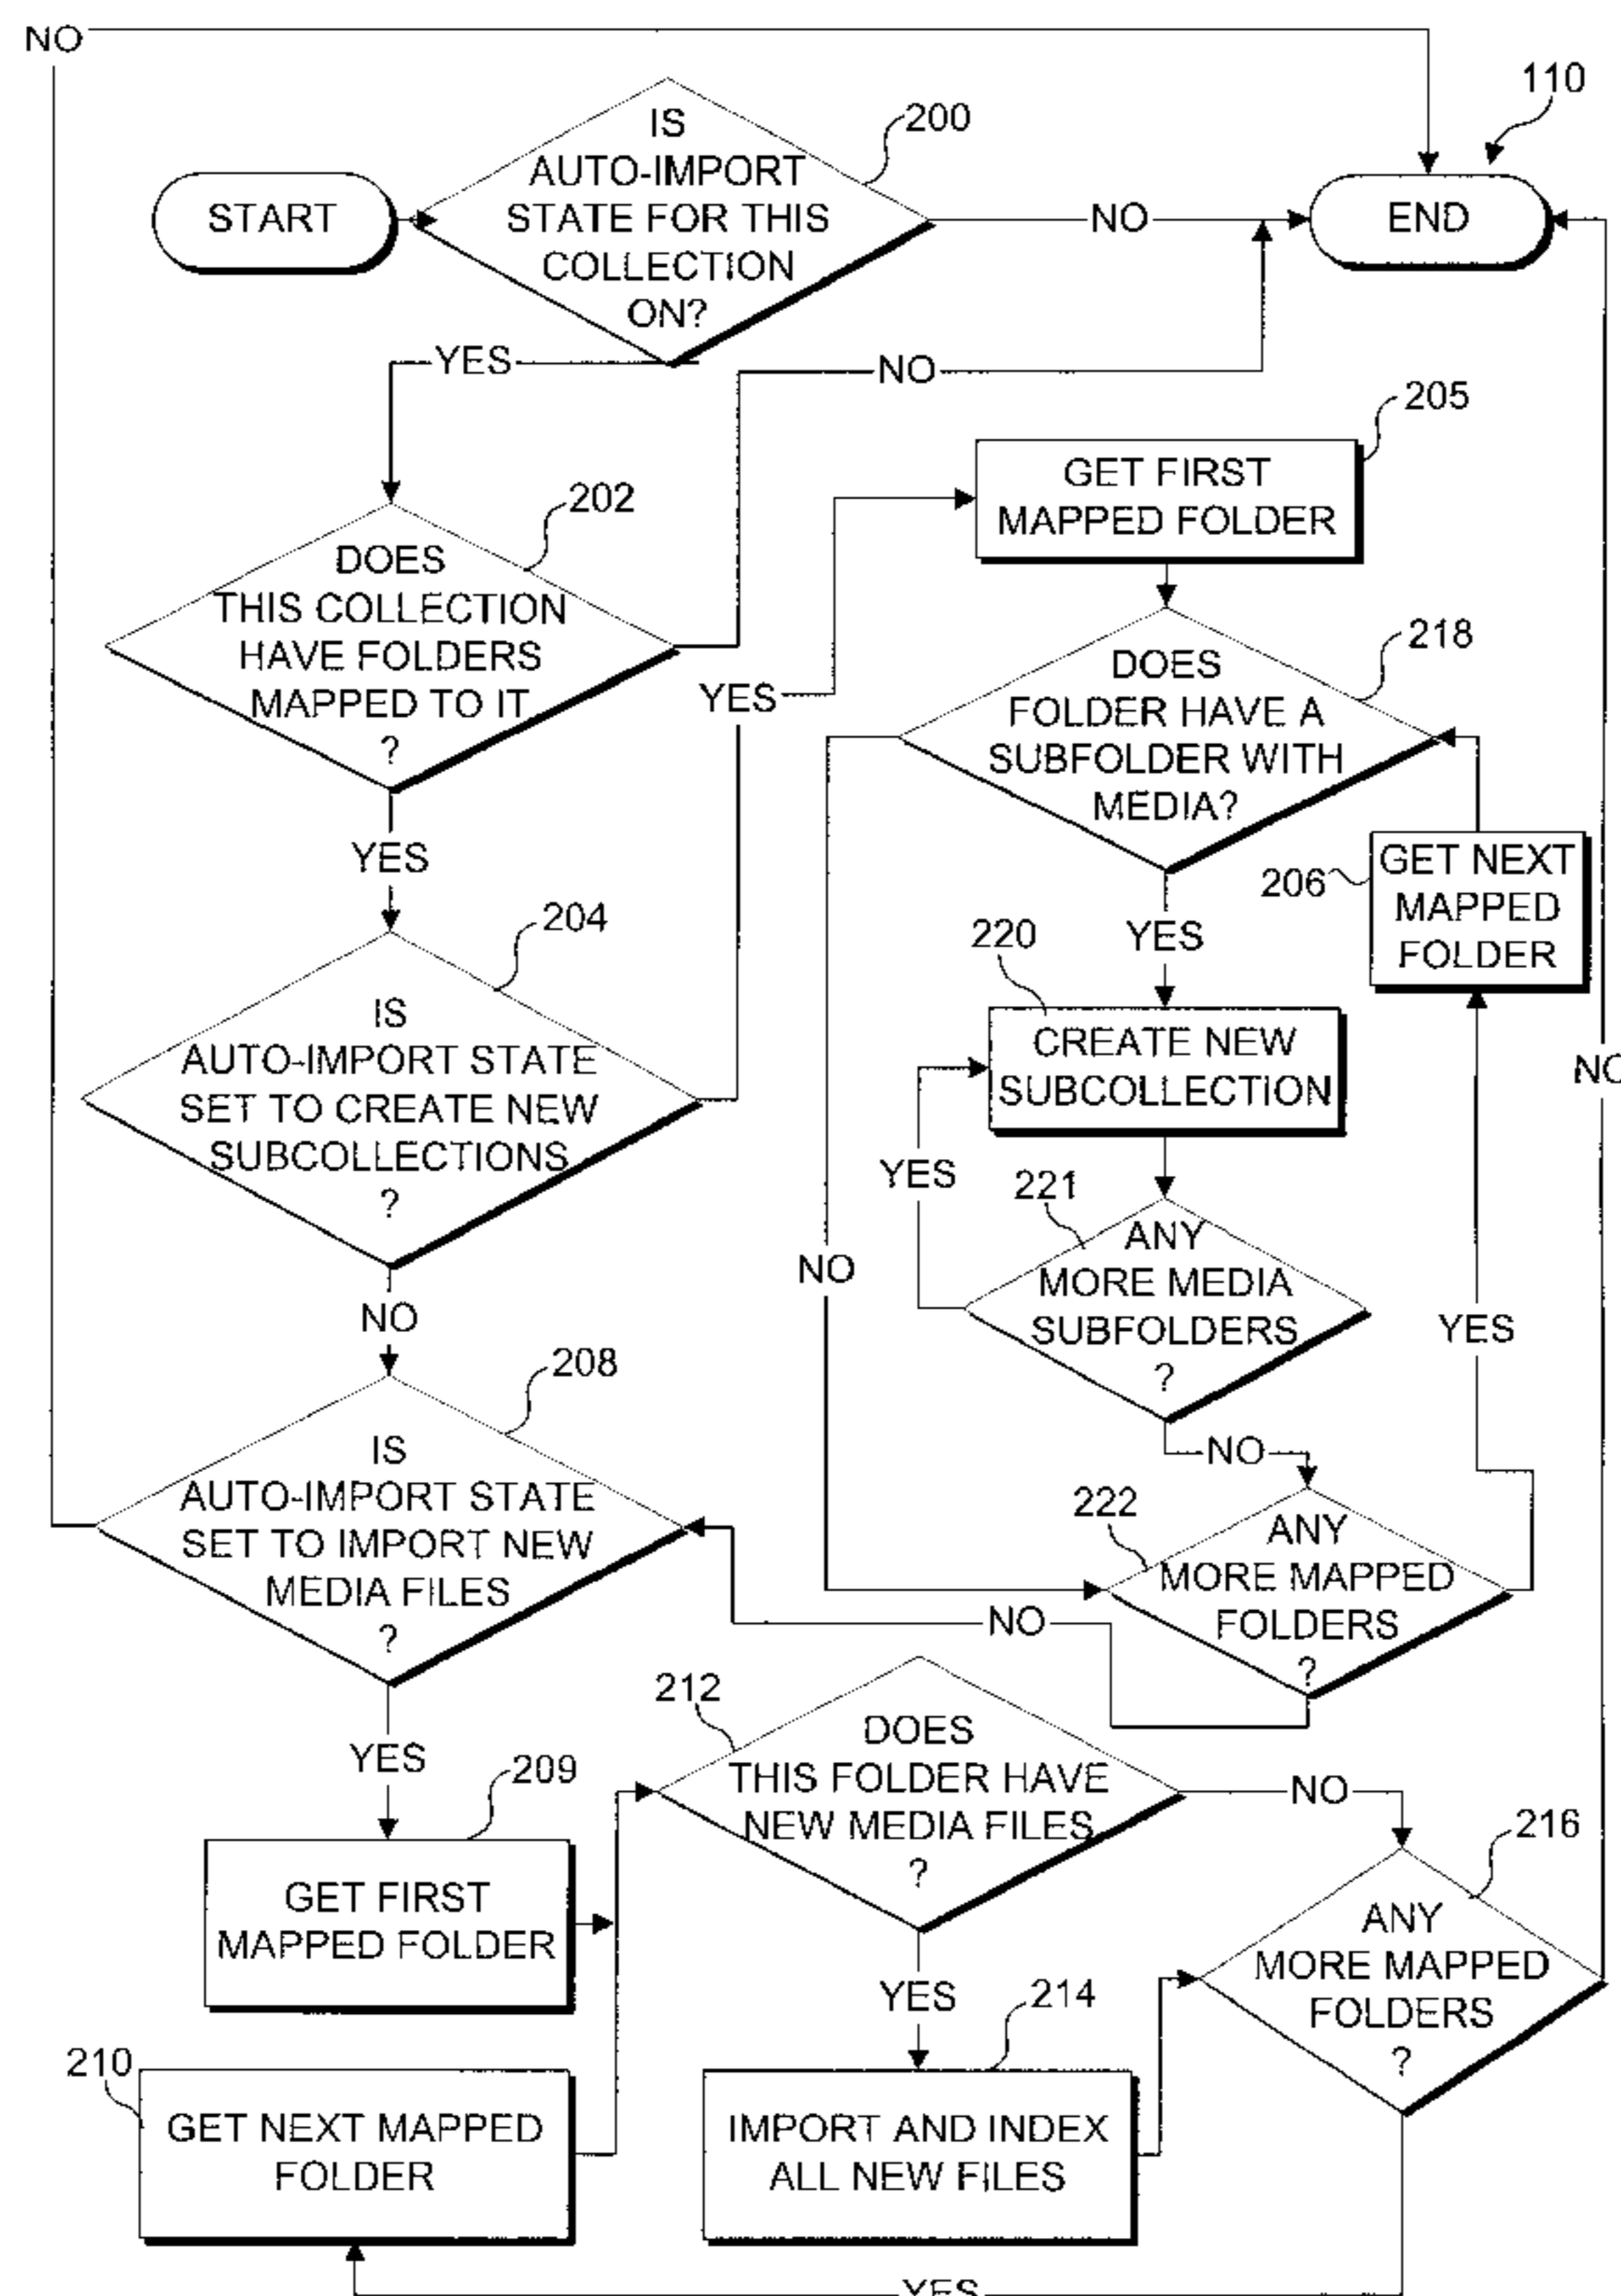 NO
110
IS
AUTO-IMPORT
STATE FOR THIS
COLLECTION
ON?
200
START
NO
END
YES
NO
205
GET FIRST
MAPPED FOLDER
202
DOES
THIS COLLECTION
HAVE FOLDERS
MAPPED TO IT
?
YES
218
DOES
FOLDER HAVE A
SUBFOLDER WITH
MEDIA?
YES
206
GET NEXT
MAPPED
FOLDER
204
IS
AUTO-IMPORT STATE
SET TO CREATE NEW
SUBCOLLECTIONS
?
YES
220
CREATE NEW
SUBCOLLECTION
NO
YES
221
ANY
MORE MEDIA
SUBFOLDERS
?
NO
NO
YES
208
IS
AUTO-IMPORT STATE
SET TO IMPORT NEW
MEDIA FILES
?
NO
222
ANY
MORE MAPPED
FOLDERS
?
NO
YES
212
DOES
THIS FOLDER HAVE
NEW MEDIA FILES
?
NO
209
GET FIRST
MAPPED FOLDER
216
ANY
MORE MAPPED
FOLDERS
?
YES
214
210
GET NEXT MAPPED
FOLDER
IMPORT AND INDEX
ALL NEW FILES
YES